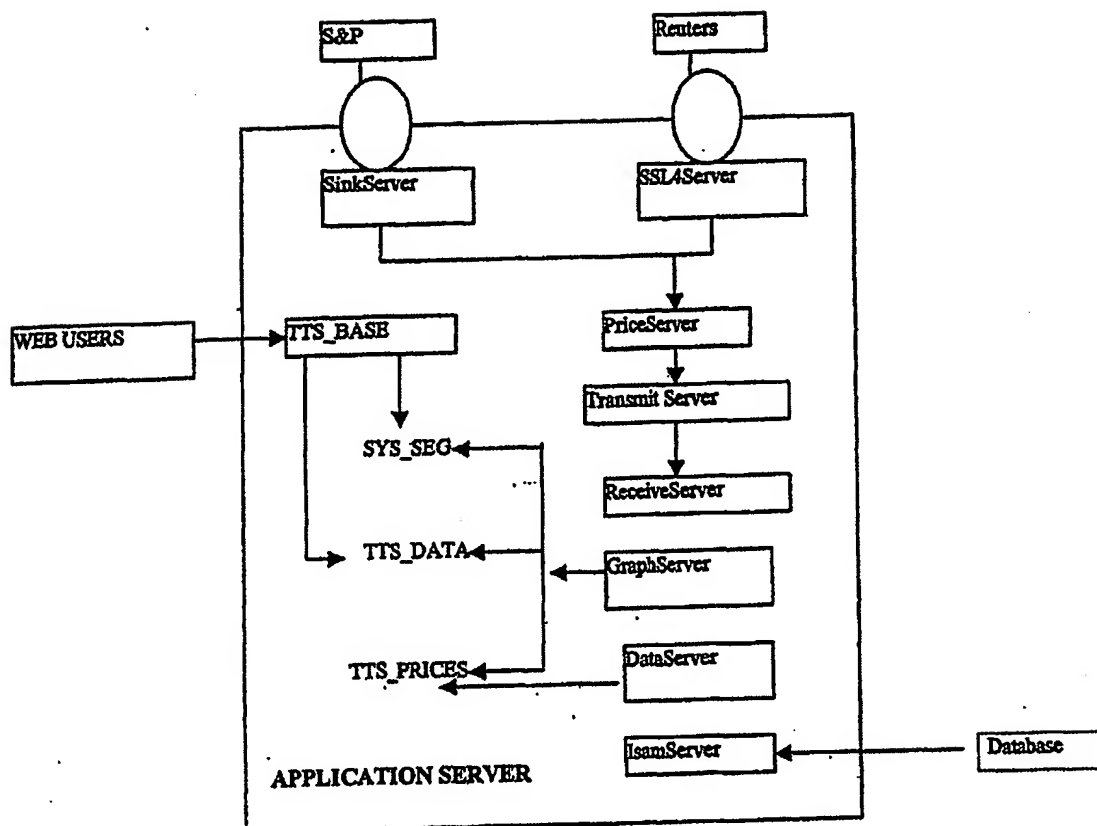 S&P
Reuters
SinkServer
SSL4Server
WEB USERS
TTS_BASE
PriceServer
Transmit Server
SYS_SEG
ReceiveServer
TTS_DATA
GraphServer
TTS_PRICES
DataServer
IsamServer
Database
APPLICATION SERVER